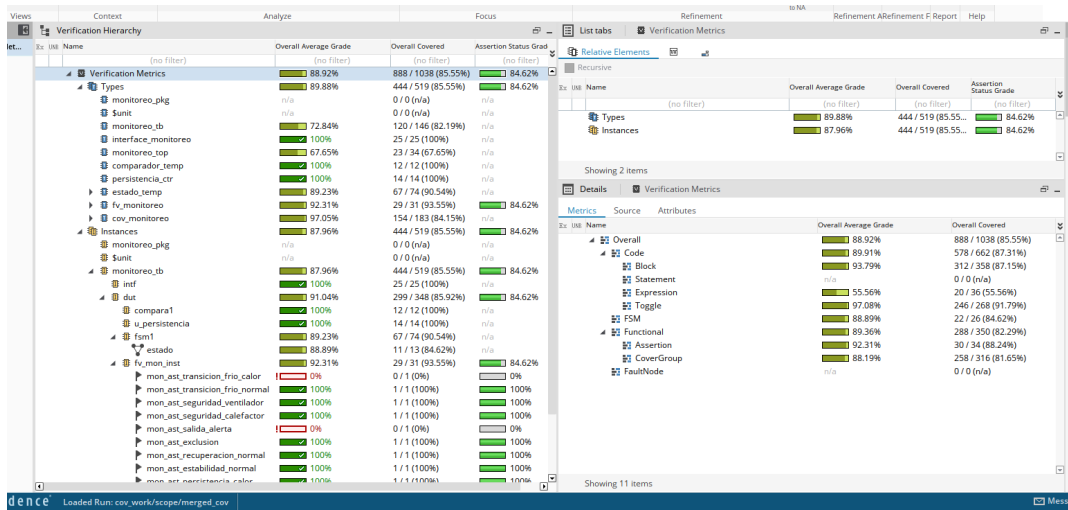 to NA
Views Context Analyze Focus Refinement Refinement A Refinement F Report Help
Verification Hierarchy
Ex UNR Name Overall Average Grade Overall Covered Assertion Status Grad
(no filter) (no filter) (no filter) (no filter)
Verification Metrics 88.92% 888 / 1038 (85.55%) 84.62%
Types 89.88% 444 / 519 (85.55%) 84.62%
monitoreo_pkg n/a 0 / 0 (n/a) n/a
$unit n/a 0 / 0 (n/a) n/a
monitoreo_tb 72.84% 120 / 146 (82.19%) n/a
interface_monitoreo 100% 25 / 25 (100%) n/a
monitoreo_top 67.65% 23 / 34 (67.65%) n/a
comparador_temp 100% 12 / 12 (100%) n/a
persistencia_ctr 100% 14 / 14 (100%) n/a
estado_temp 89.23% 67 / 74 (90.54%) n/a
fv_monitoreo 92.31% 29 / 31 (93.55%) 84.62%
cov_monitoreo 97.05% 154 / 183 (84.15%) n/a
Instances 87.96% 444 / 519 (85.55%) 84.62%
monitoreo_pkg n/a 0 / 0 (n/a) n/a
$unit n/a 0 / 0 (n/a) n/a
monitoreo_tb 87.96% 444 / 519 (85.55%) 84.62%
intf 100% 25 / 25 (100%) n/a
dut 91.04% 299 / 348 (85.92%) 84.62%
compara1 100% 12 / 12 (100%) n/a
u_persistencia 100% 14 / 14 (100%) n/a
fsm1 89.23% 67 / 74 (90.54%) n/a
estado 88.89% 11 / 13 (84.62%) n/a
fv_mon_inst 92.31% 29 / 31 (93.55%) 84.62%
mon_ast_transicion_frio_calor 0% 0 / 1 (0%) 0%
mon_ast_transicion_frio_normal 100% 1 / 1 (100%) 100%
mon_ast_seguridad_ventilador 100% 1 / 1 (100%) 100%
mon_ast_seguridad_calefactor 100% 1 / 1 (100%) 100%
mon_ast_salida_alerta 0% 0 / 1 (0%) 0%
mon_ast_exclusion 100% 1 / 1 (100%) 100%
mon_ast_recuperacion_normal 100% 1 / 1 (100%) 100%
mon_ast_estabilidad_normal 100% 1 / 1 (100%) 100%
mon_ast_persistencia_calor 100% 1 / 1 (100%) 100%
List tabs Verification Metrics
Relative Elements
Recursive
Ex UNR Name Overall Average Grade Overall Covered Assertion Status Grade
(no filter) (no filter) (no filter) (no filter)
Types 89.88% 444 / 519 (85.55... 84.62%
Instances 87.96% 444 / 519 (85.55... 84.62%
Showing 2 items
Details Verification Metrics
Metrics Source Attributes
Ex UNR Name Overall Average Grade Overall Covered
Overall 88.92% 888 / 1038 (85.55%)
Code 89.91% 578 / 662 (87.31%)
Block 93.79% 312 / 358 (87.15%)
Statement n/a 0 / 0 (n/a)
Expression 55.56% 20 / 36 (55.56%)
Toggle 97.08% 246 / 268 (91.79%)
FSM 88.89% 22 / 26 (84.62%)
Functional 89.36% 288 / 350 (82.29%)
Assertion 92.31% 30 / 34 (88.24%)
CoverGroup 88.19% 258 / 316 (81.65%)
FaultNode n/a 0 / 0 (n/a)
Showing 11 items
dence Loaded Run: cov_work/scope/merged_cov Mess